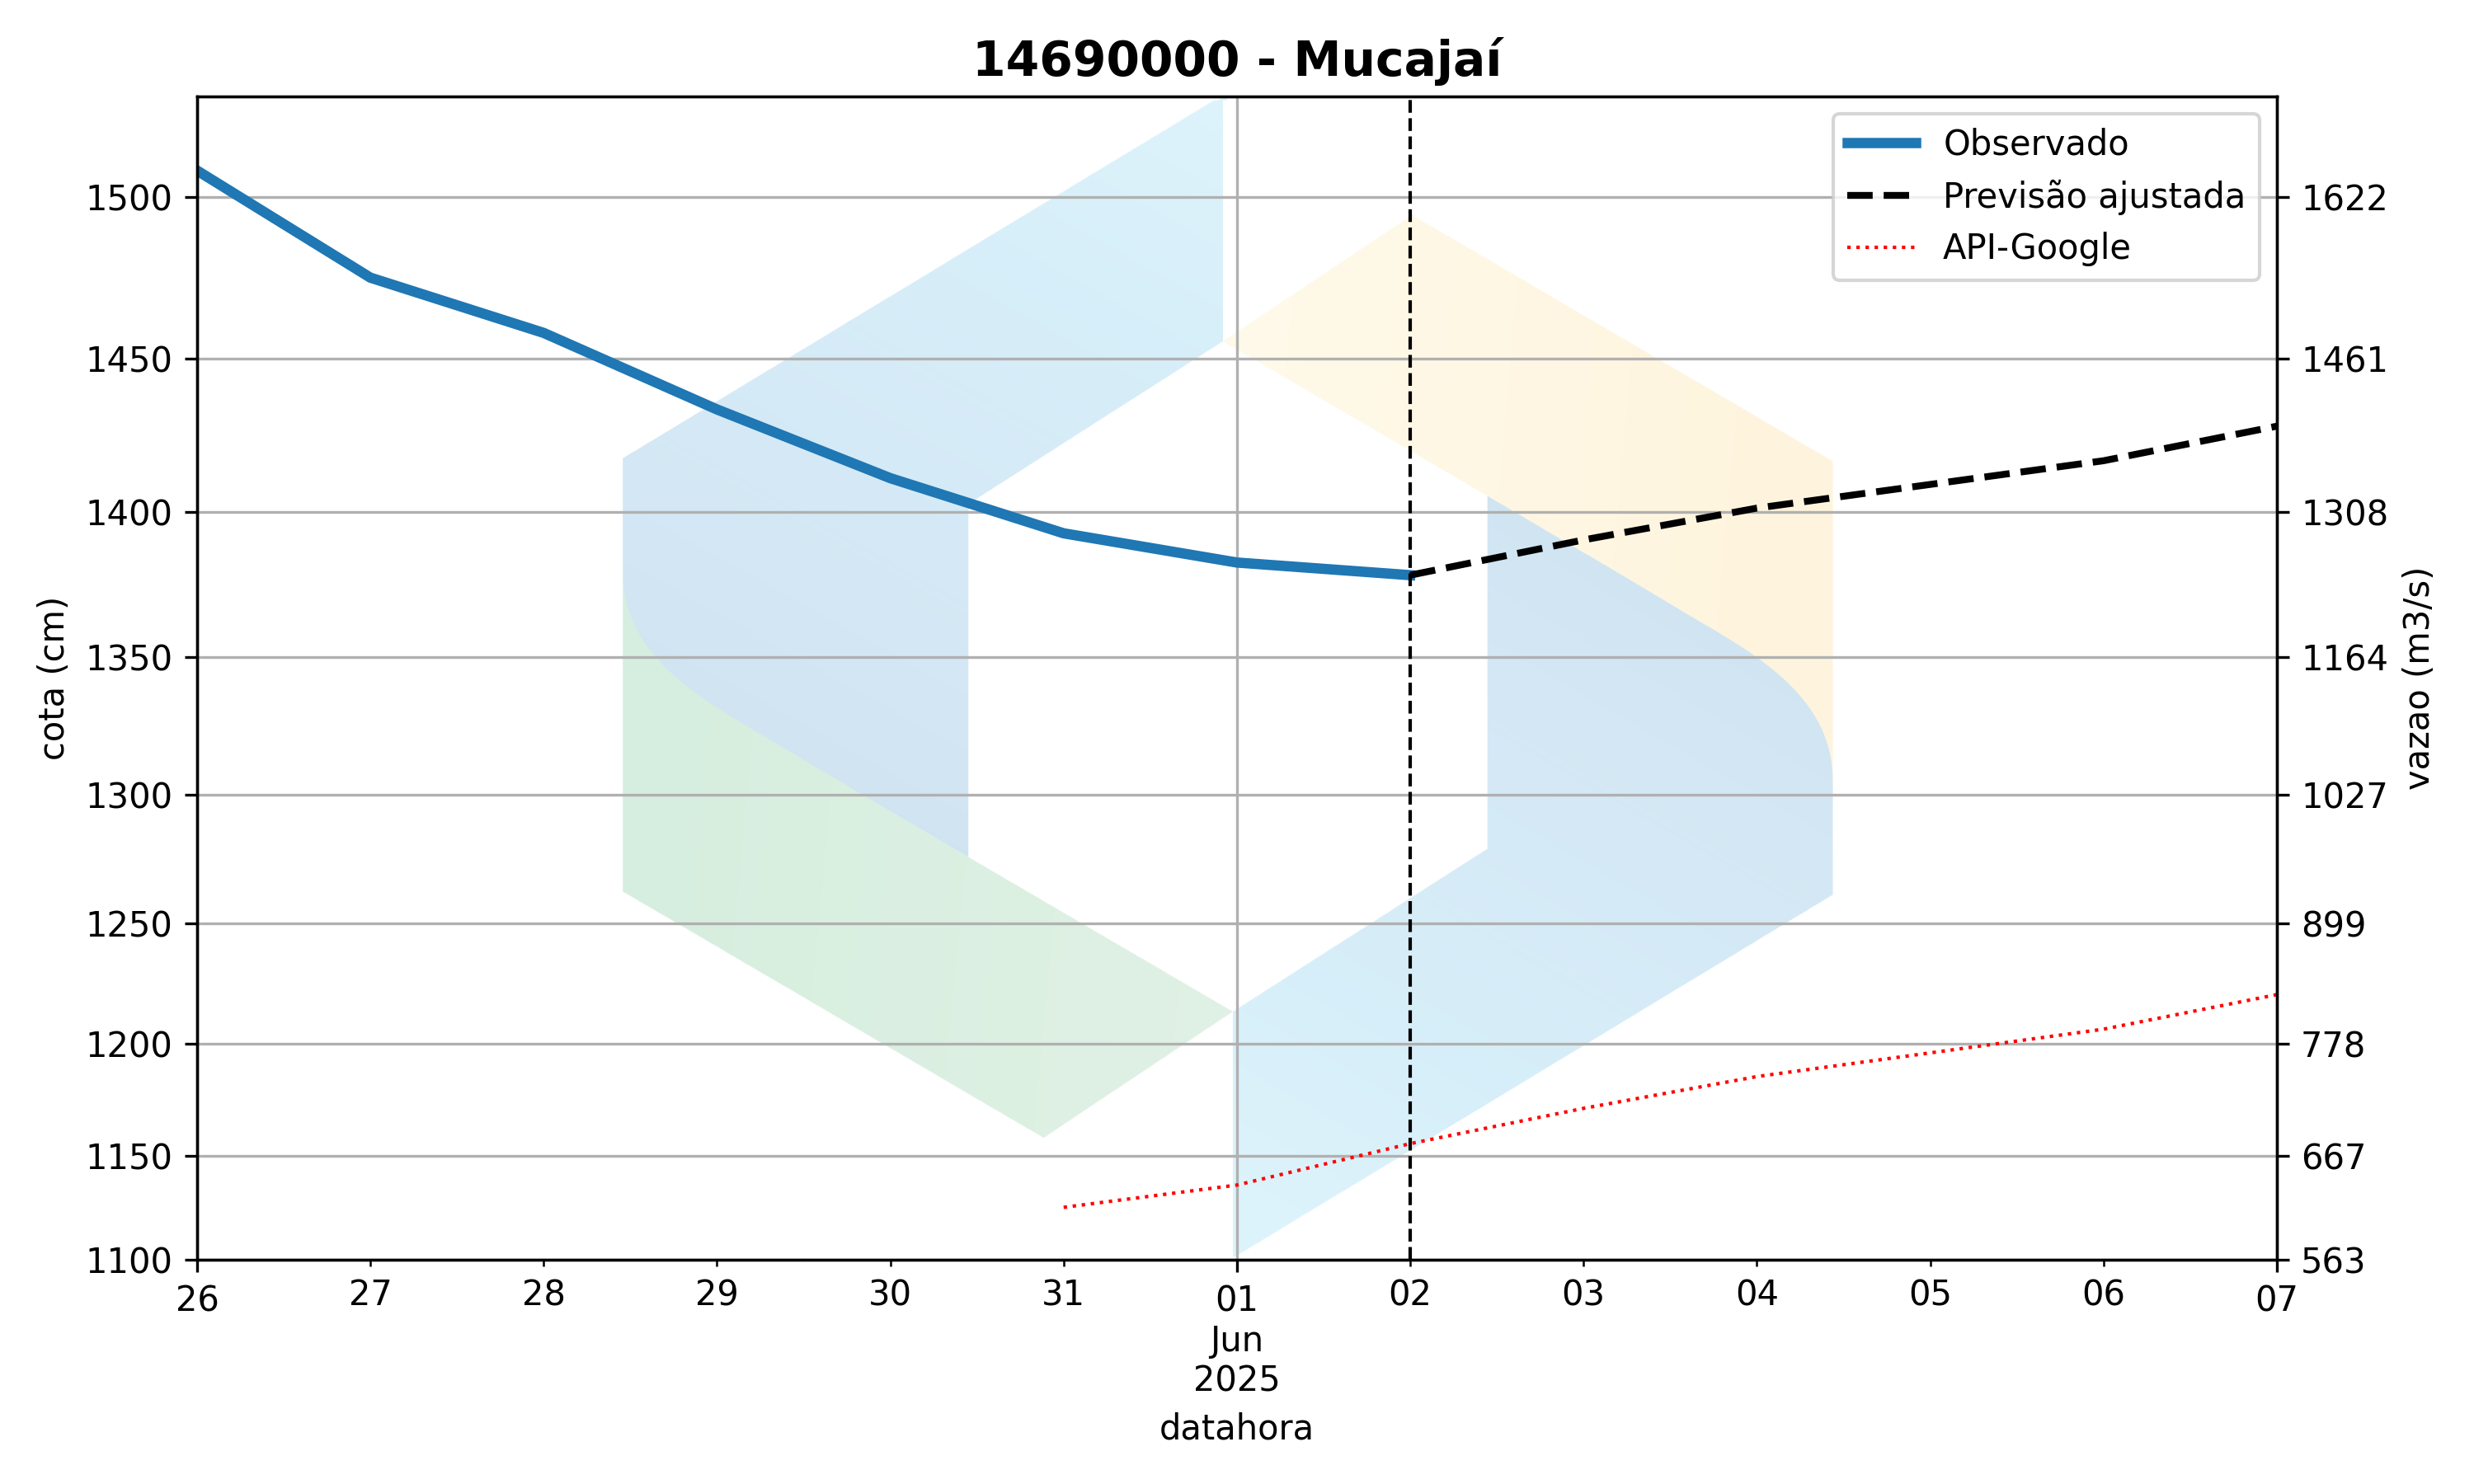 14690000 - Mucajaí
Observado
Previsão ajustada
API-Google
1500
1450
1400
1350
1300
1250
1200
1150
1100
cota (cm)
1622
1461
1308
1164
1027
899
778
667
563
vazao (m3/s)
26 27 28 29 30 31 01 02 03 04 05 06 07
Jun
2025
datahora